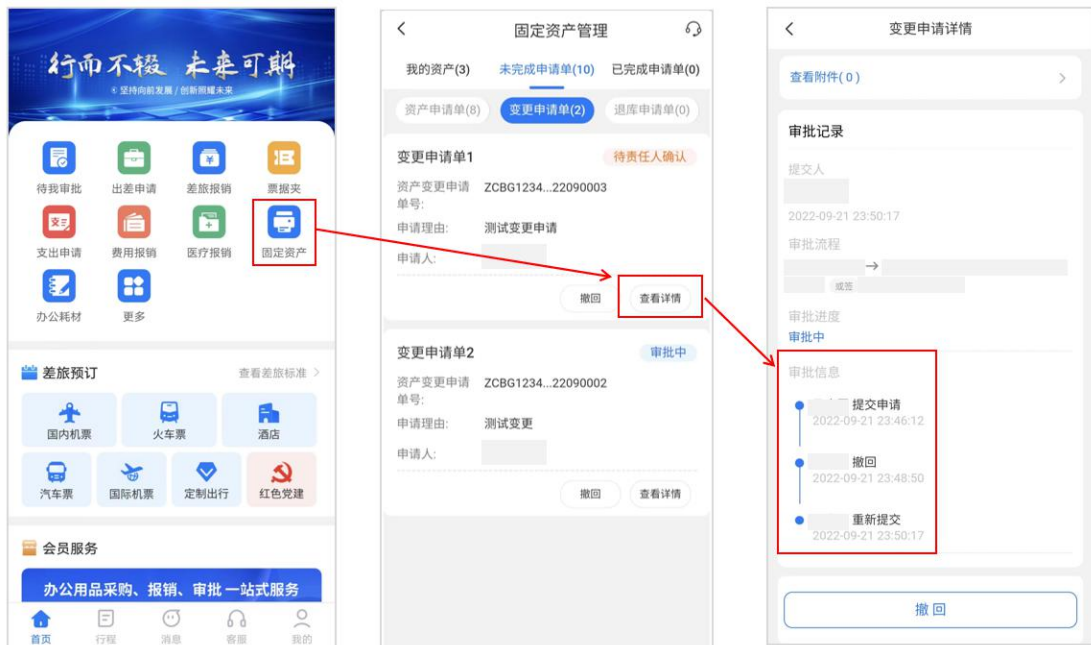 行而不辍 未来可期
坚持向前发展 / 创新照耀未来
待我审批
出差申请
差旅报销
票据夹
支出申请
费用报销
医疗报销
固定资产
办公耗材
更多
差旅预订
查看差旅标准
国内机票
火车票
酒店
汽车票
国际机票
定制出行
红色党建
会员服务
办公用品采购、报销、审批一站式服务
首页
行程
消息
客服
我的
固定资产管理
我的资产(3)
未完成申请单(10)
已完成申请单(0)
资产申请单(8)
变更申请单(2)
退库申请单(0)
变更申请单1
待责任人确认
资产变更申请 ZCBG1234...22090003
单号:
申请理由: 测试变更申请
申请人:
撤回
查看详情
变更申请单2
审批中
资产变更申请 ZCBG1234...22090002
单号:
申请理由: 测试变更
申请人:
撤回
查看详情
变更申请详情
查看附件(0)
审批记录
提交人
2022-09-21 23:50:17
审批流程
或签
审批进度
审批中
审批信息
提交申请
2022-09-21 23:46:12
撤回
2022-09-21 23:48:50
重新提交
2022-09-21 23:50:17
撤回